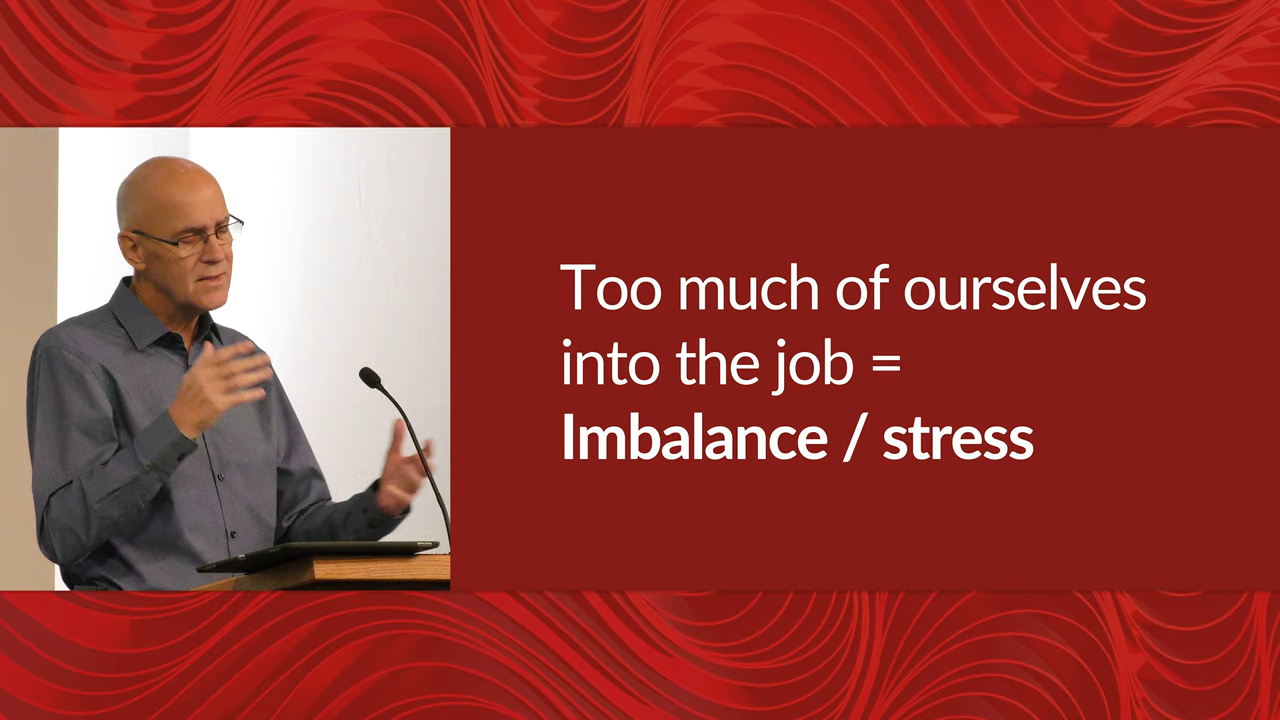 Too much of ourselves
into the job =
Imbalance / stress